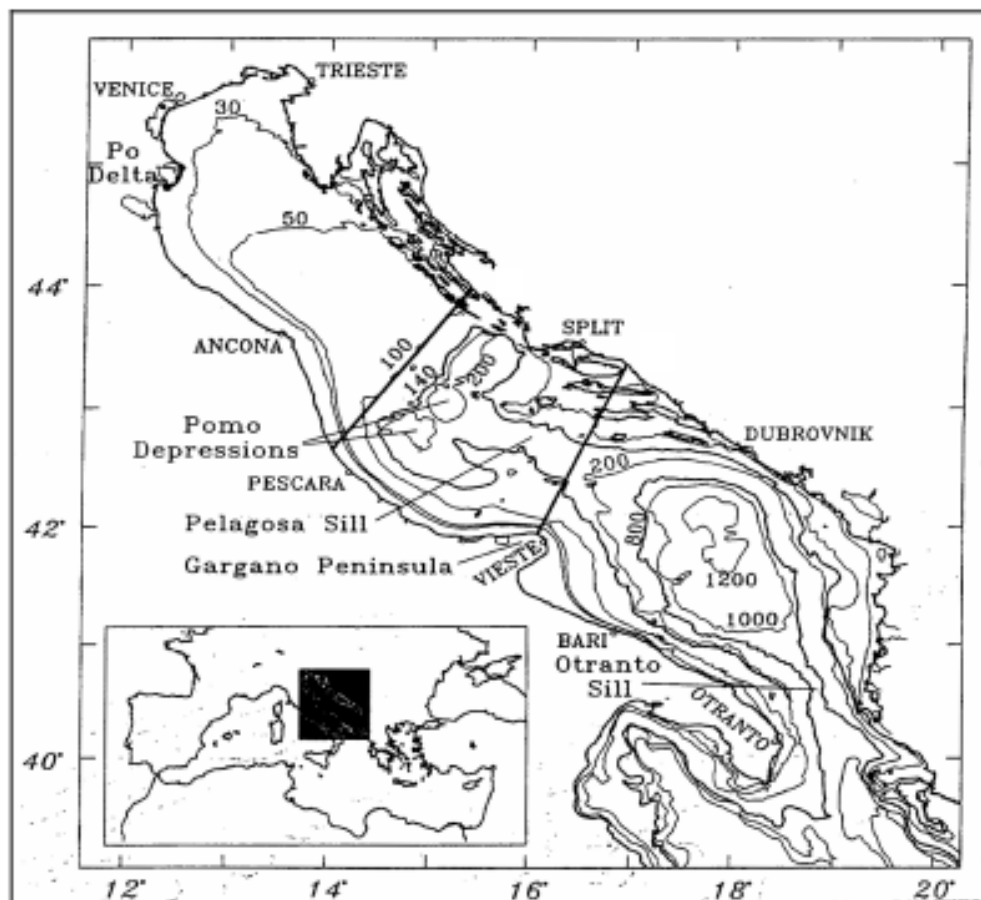 TRIESTE
VENICE
30
Po
Delta
50
44°
ANCONA
SPLIT
100
140
200
Pomo
Depressions
DUBROVNIK
PESCARA
200
Pelagosa Sill
42°
800
Gargano Peninsula
VIESTE
1200
1000
BARI
Otranto
Sill
OTRANTO
40°
12° 14° 16° 18° 20°